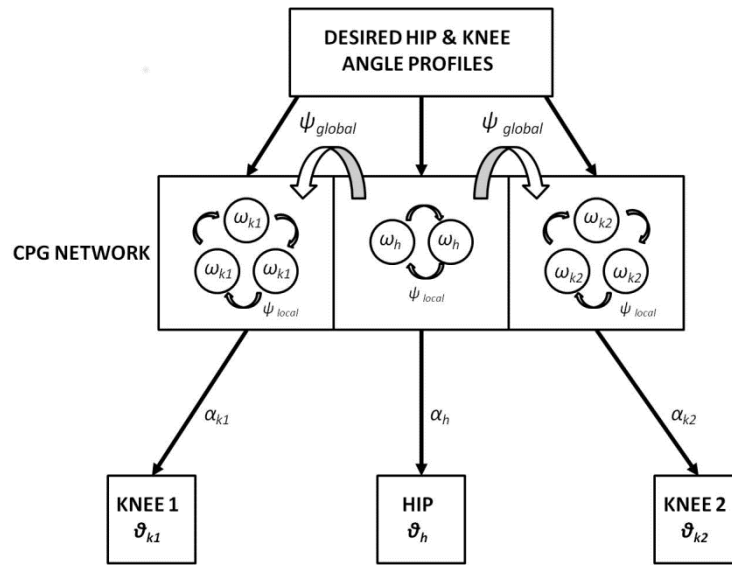 DESIRED HIP & KNEE
ANGLE PROFILES
ψ global ψ global
CPG NETWORK
ω k1
ω k1 ω k1
ψ local
ω h ω h
ψ local
ω k2
ω k2 ω k2
ψ local
α k1 α h α k2
KNEE 1
ϑ k1
HIP
ϑ h
KNEE 2
ϑ k2